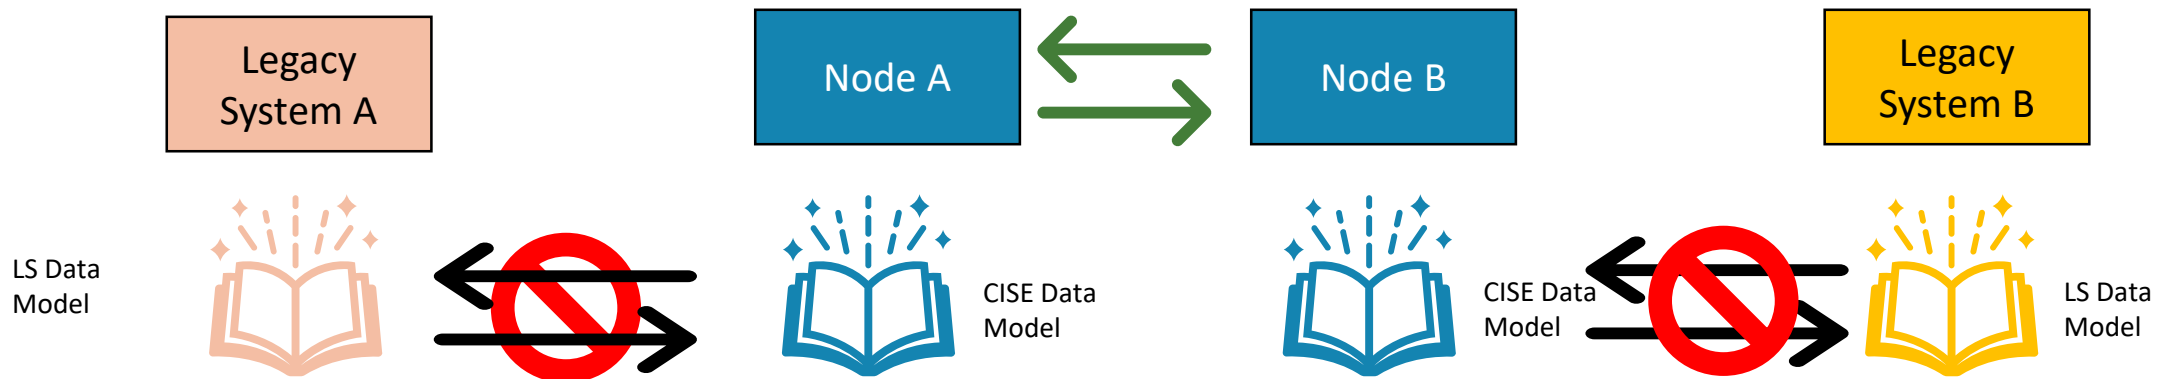 Legacy
System A
Node A
Node B
Legacy
System B
LS Data
Model
CISE Data
Model
CISE Data
Model
LS Data
Model